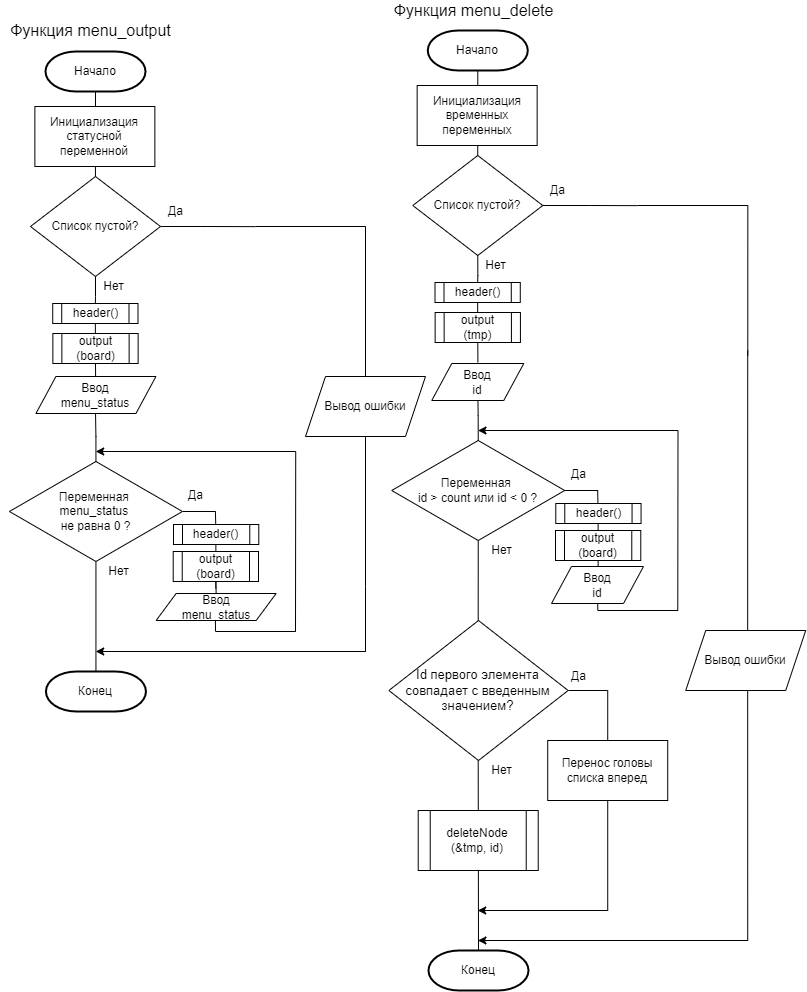 Функция menu_output
Начало
Инициализация
статусной
переменной
Список пустой?
Да
Нет
header()
output
(board)
Ввод
menu_status
Вывод ошибки
Переменная
menu_status
не равна 0 ?
Да
header()
output
(board)
Ввод
menu_status
Нет
Конец
Функция menu_delete
Начало
Инициализация
временных
переменных
Список пустой?
Да
Нет
header()
output
(tmp)
Ввод
id
Переменная
id > count или id < 0 ?
Да
header()
output
(board)
Ввод
id
Нет
Вывод ошибки
Id первого элемента
совпадает с введенным
значением?
Да
Перенос головы
списка вперед
Нет
deleteNode
(&tmp, id)
Конец